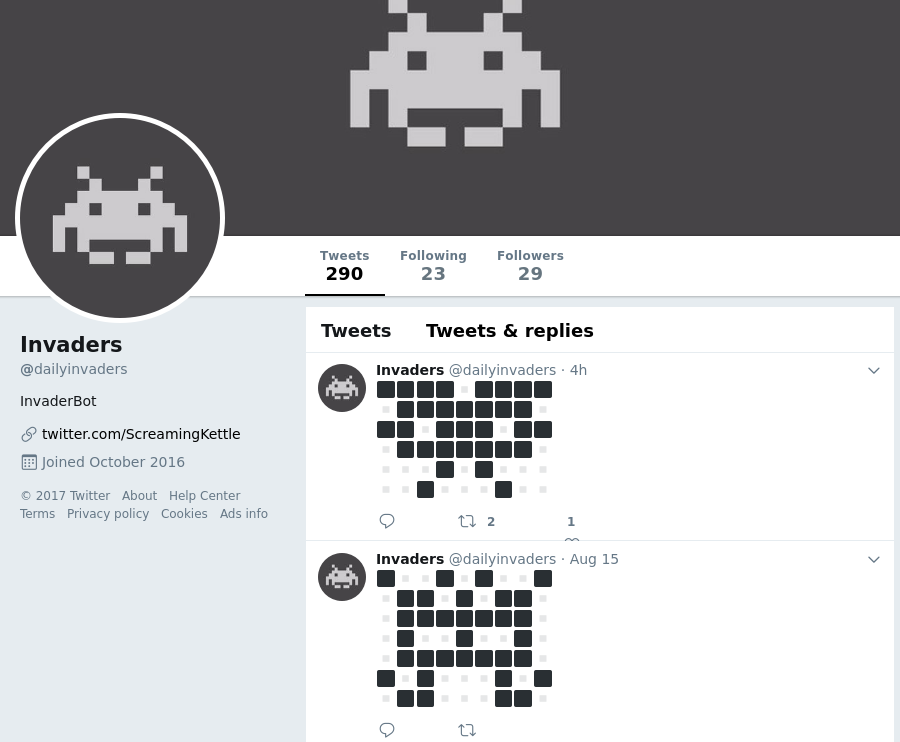 Tweets Following Followers
290 23 29
Tweets Tweets & replies
Invaders
@dailyinvaders
InvaderBot
twitter.com/ScreamingKettle
Joined October 2016
© 2017 Twitter About Help Center
Terms Privacy policy Cookies Ads info
Invaders @dailyinvaders · 4h
2 1
Invaders @dailyinvaders · Aug 15